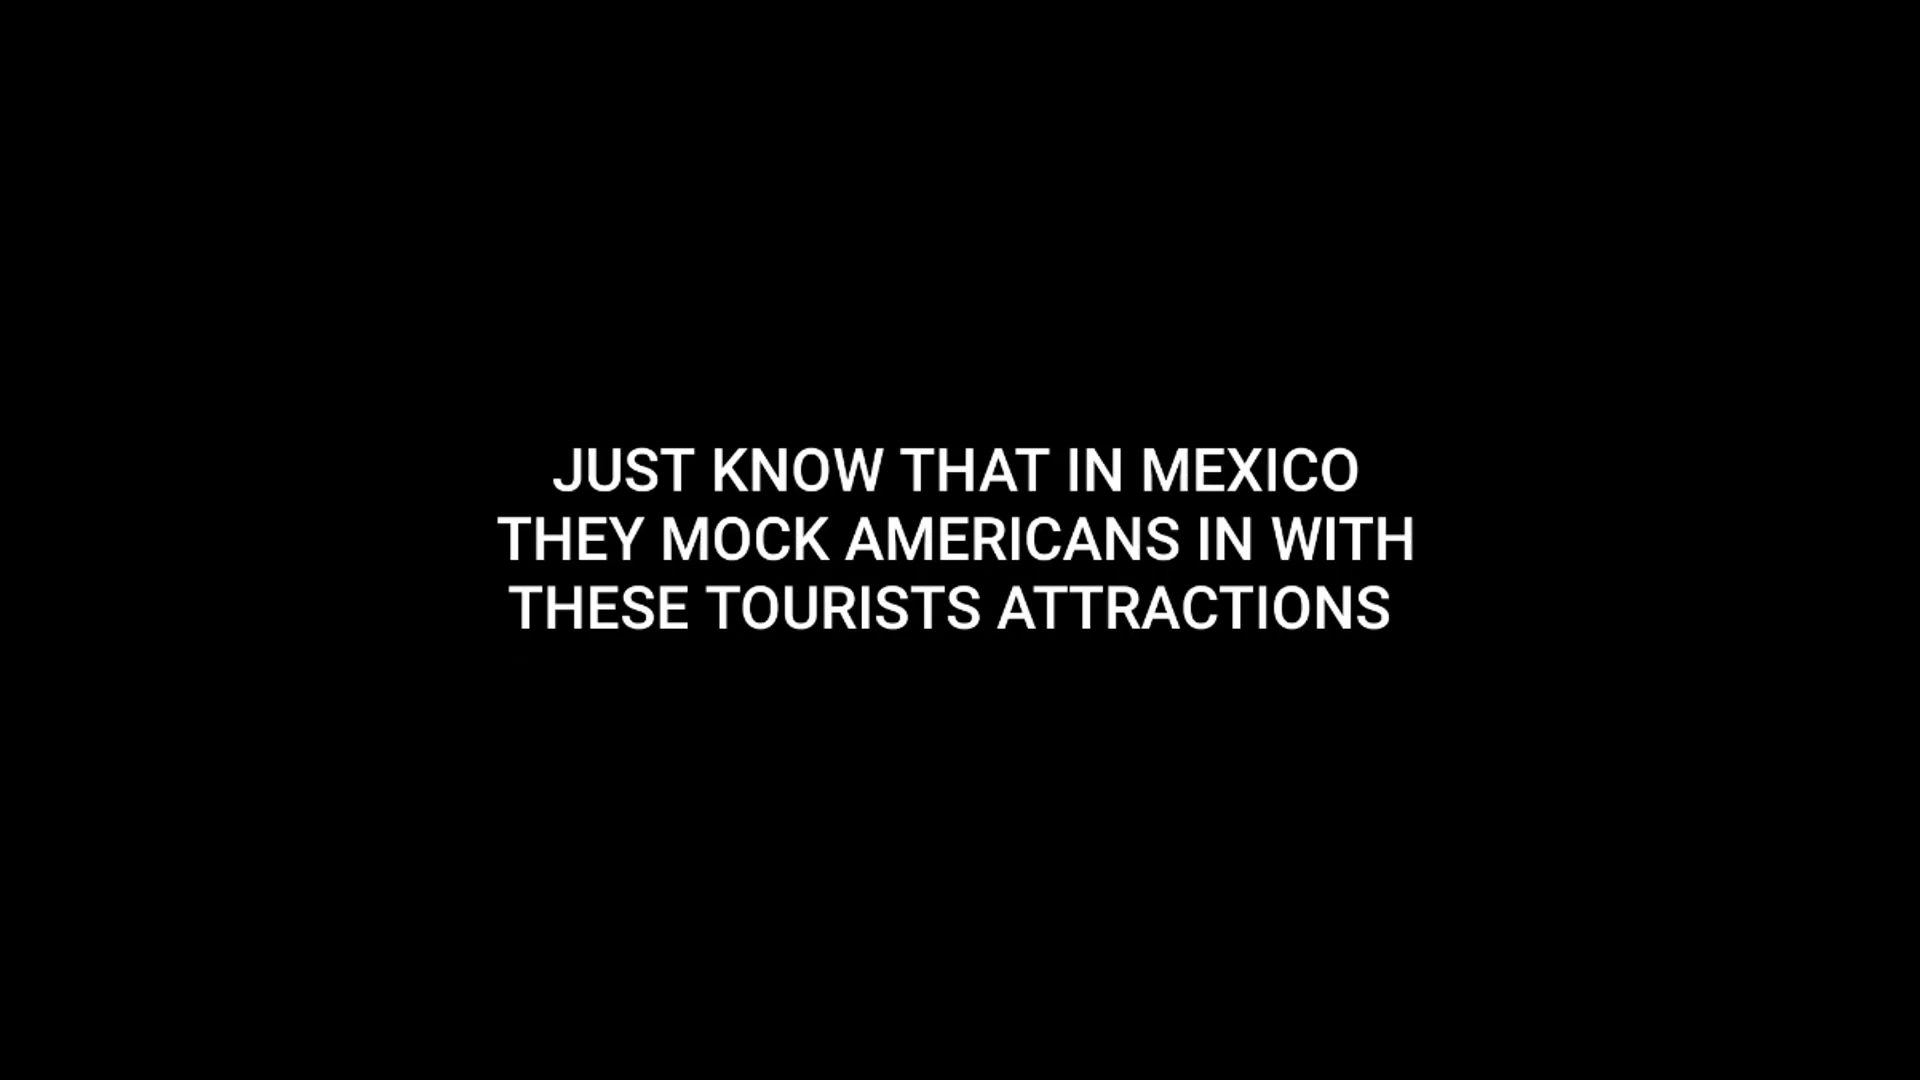 JUST KNOW THAT IN MEXICO
THEY MOCK AMERICANS IN WITH
THESE TOURISTS ATTRACTIONS